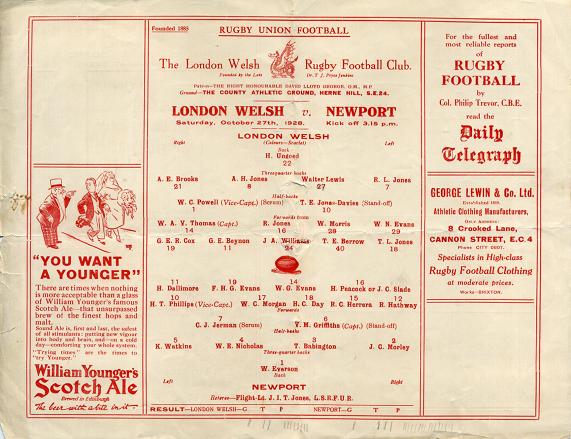 Founded 1885
RUGBY UNION FOOTBALL
The London Welsh Rugby Football Club.
Founded by the Late Dr. T. J. Pryce Jenkins
Patron—THE RIGHT HONOURABLE DAVID LLOYD GEORGE, O.M., M.P.
Ground—THE COUNTY ATHLETIC GROUND, HERNE HILL, S.E.24.
LONDON WELSH v. NEWPORT
Saturday, October 27th, 1928. Kick off 3.15 p.m.
LONDON WELSH
Right (Colours—Scarlet) Left
Back
H. Ungoed
22
Threequarter backs
A. E. Brooks A. H. Jones Walter Lewis R. L. Jones
21 8 27 7
Half-backs
W. C. Powell (Vice-Capt.) (Scrum) T. E. Jones-Davies (Stand-off)
1 10
Forwards from
W. A. Y. Thomas (Capt.) R. Jones W. Morris W. N. Evans
14 16 28 29
G. E. R. Cox G. E. Beynon J. A. Williams T. E. Berrow T. L. Jones
19 11 24 40 18
11 19 14 16
H. Dallimore F. H. G. Evans W. G. Evans H. Peacock or J. C. Slade
10 17 18 15 12
H. T. Phillips (Vice-Capt.) W. C. Morgan H. C. Day R. C. Herrera R. Hathway
Forwards
7 6
C. J. Jerman (Scrum) V. M. Griffiths (Capt.) (Stand-off)
Half-backs
5 4 3 2
K. Watkins W. E. Nicholas T. Babington J. C. Morley
Three-quarter backs
1
W. Everson
Back
Left Right
NEWPORT
Referee—Flight-Lt. J. I. T. Jones, L.S.R.F.U.R.
RESULT—LONDON WELSH—G T P NEWPORT—G T P
"YOU WANT
A YOUNGER"
There are times when nothing
is more acceptable than a glass
of William Younger's famous
Scotch Ale—that unsurpassed
brew of the finest hops and
malt.
Sound Ale is, first and last, the safest
of all stimulants: putting new vigour
into body and brain, and—on a cold
day—comforting your whole system.
"Trying times" are the times to
"try Younger."
William Younger's
Scotch Ale
Brewed in Edinburgh
The beer with a bite in it.
For the fullest and
most reliable reports
of
RUGBY
FOOTBALL
by
Col. Philip Trevor, C.B.E.
read the
Daily
Telegraph
GEORGE LEWIN & Co. Ltd.
Established 1869.
Athletic Clothing Manufacturers,
Only Address:
8 Crooked Lane,
CANNON STREET, E.C.4
Phone CITY
Specialists in High-class
Rugby Football Clothing
at moderate prices.
Works—BRIXTON.